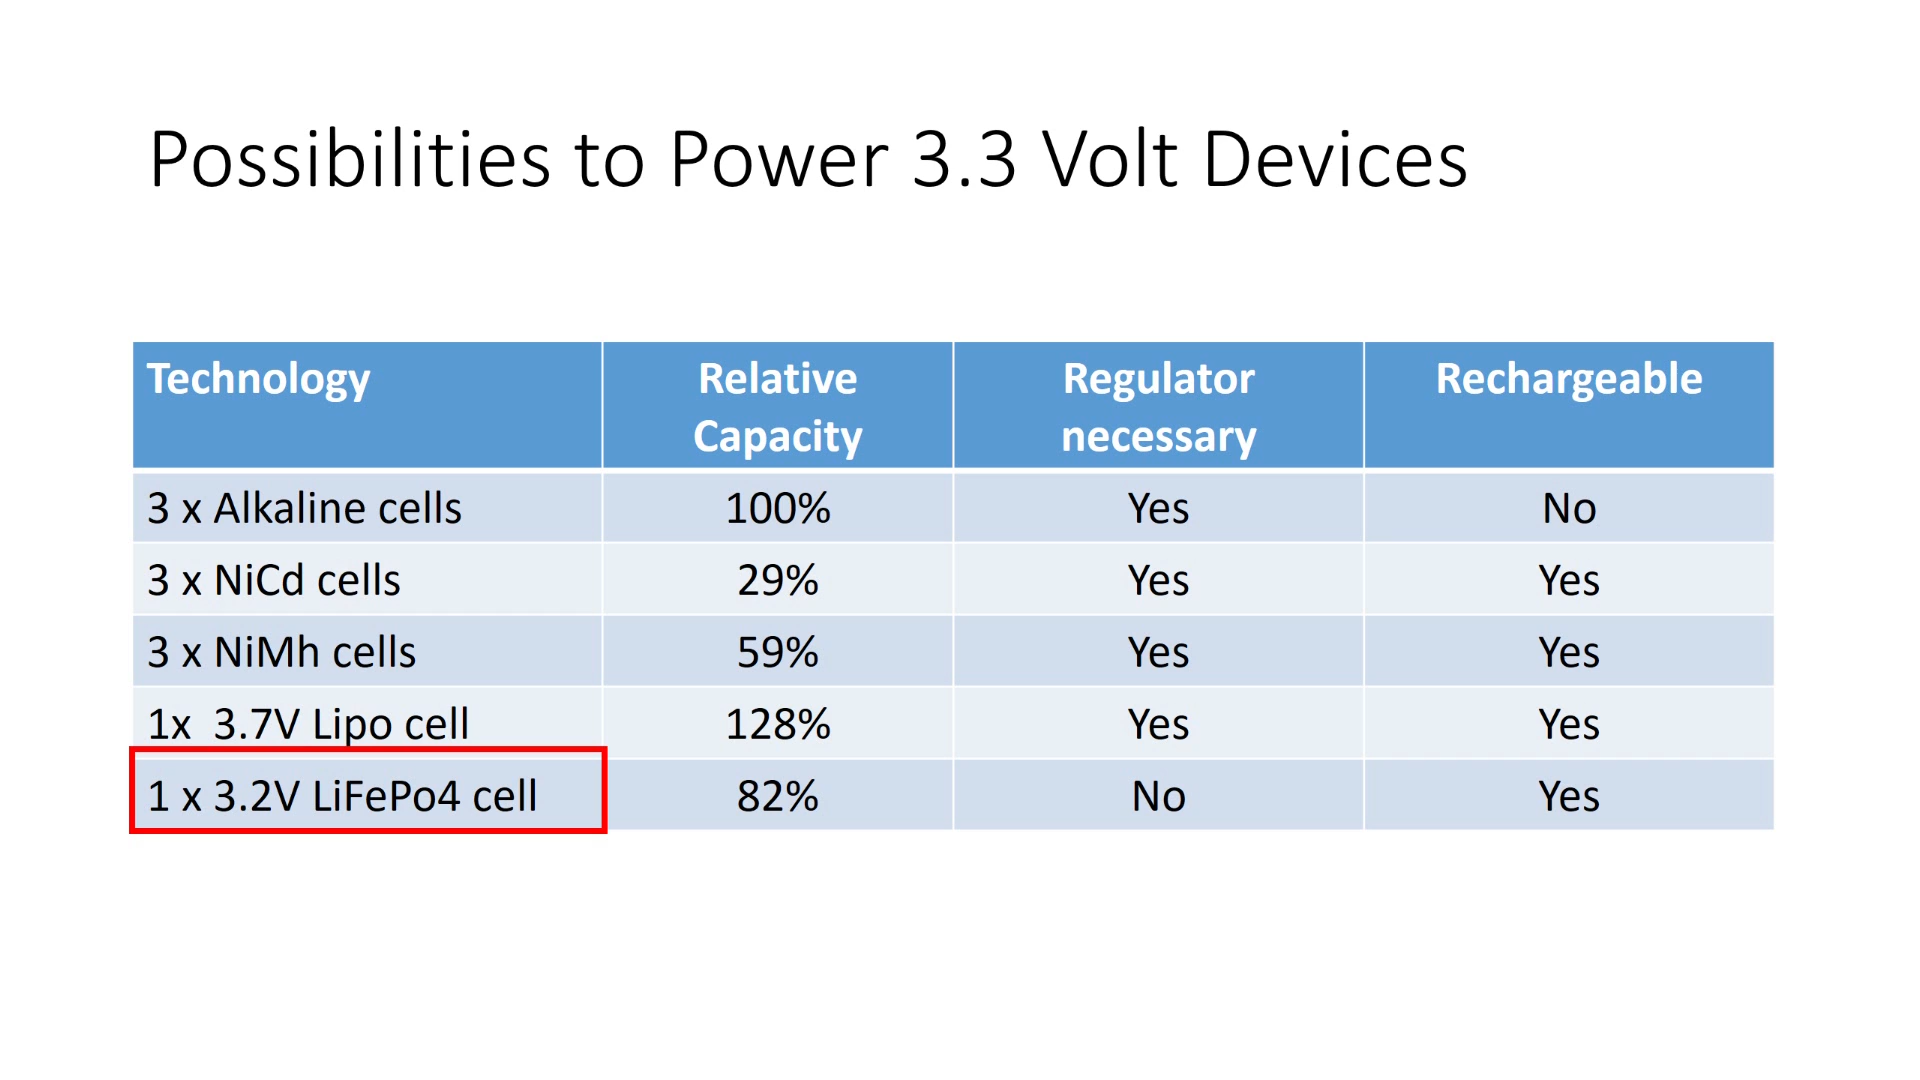 Possibilities to Power 3.3 Volt Devices
Technology Relative Capacity Regulator necessary Rechargeable
3 x Alkaline cells 100% Yes No
3 x NiCd cells 29% Yes Yes
3 x NiMh cells 59% Yes Yes
1x  3.7V Lipo cell 128% Yes Yes
1 x 3.2V LiFePo4 cell 82% No Yes